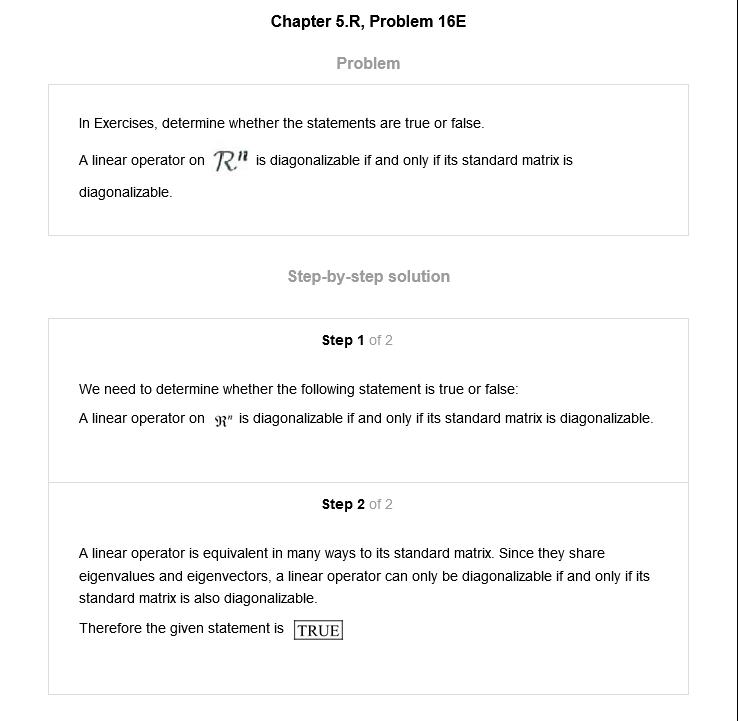 Chapter 5.R, Problem 16E
Problem
In Exercises, determine whether the statements are true or false.
A linear operator on ℛⁿ is diagonalizable if and only if its standard matrix is
diagonalizable.
Step-by-step solution
Step 1 of 2
We need to determine whether the following statement is true or false:
A linear operator on ℜⁿ is diagonalizable if and only if its standard matrix is diagonalizable.
Step 2 of 2
A linear operator is equivalent in many ways to its standard matrix. Since they share
eigenvalues and eigenvectors, a linear operator can only be diagonalizable if and only if its
standard matrix is also diagonalizable.
Therefore the given statement is TRUE